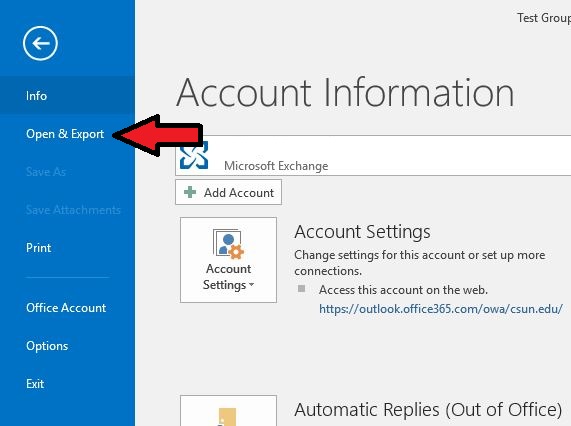 Test Group
Info
Open & Export
Save As
Save Attachments
Print
Office Account
Options
Exit
Account Information
Microsoft Exchange
Add Account
Account
Settings
Account Settings
Change settings for this account or set up more
connections.
Access this account on the web.
https://outlook.office365.com/owa/csun.edu/
Automatic Replies (Out of Office)